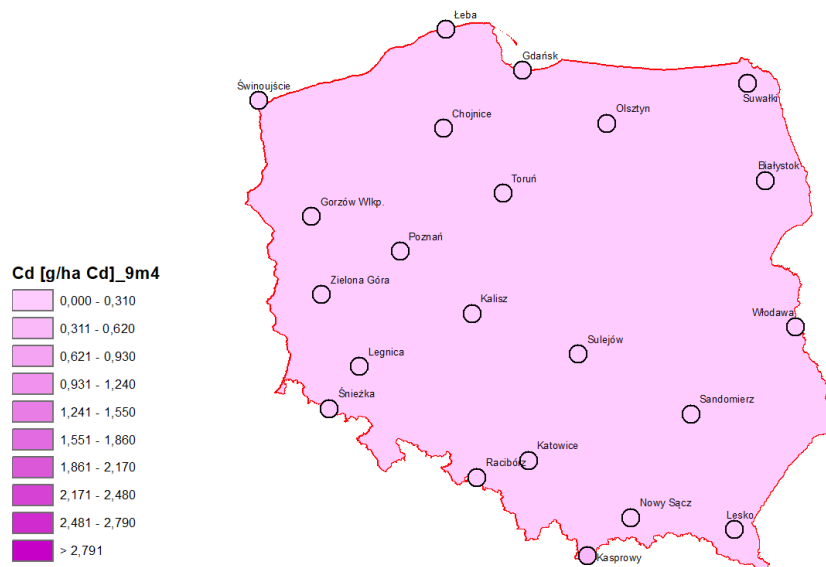 Łeba
Gdańsk
Świnoujście
Suwałki
Chojnice
Olsztyn
Białystok
Toruń
Gorzów Wlkp.
Poznań
Cd [g/ha Cd]_9m4
0,000 - 0,310
Zielona Góra
Kalisz
Włodawa
0,311 - 0,620
0,621 - 0,930
Sulejów
Legnica
0,931 - 1,240
Śnieżka
Sandomierz
1,241 - 1,550
1,551 - 1,860
Katowice
Racibórz
1,861 - 2,170
2,171 - 2,480
Nowy Sącz
Lesko
2,481 - 2,790
> 2,791
Kasprowy